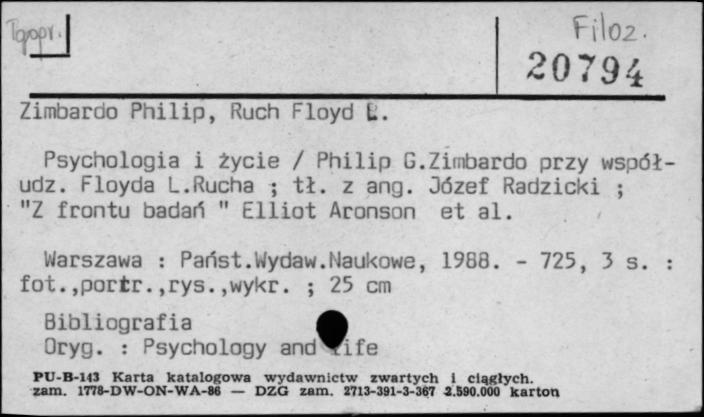 Filoz.
20794
Zimbardo Philip, Ruch Floyd L.
Psychologia i życie / Philip G.Zimbardo przy współ-
udz. Floyda L.Rucha ; tł. z ang. Józef Radzicki ;
"Z frontu badań " Elliot Aronson et al.
Warszawa : Państ.Wydaw.Naukowe, 1988. - 725, 3 s. :
fot.,portr.,rys.,wykr. ; 25 cm
Bibliografia
Oryg. : Psychology and life
PU-B-143 Karta katalogowa wydawnictw zwartych i ciągłych.
zam. 1778-DW-ON-WA-86 — DZG zam. 2713-391-3-367 2.590.000 karton